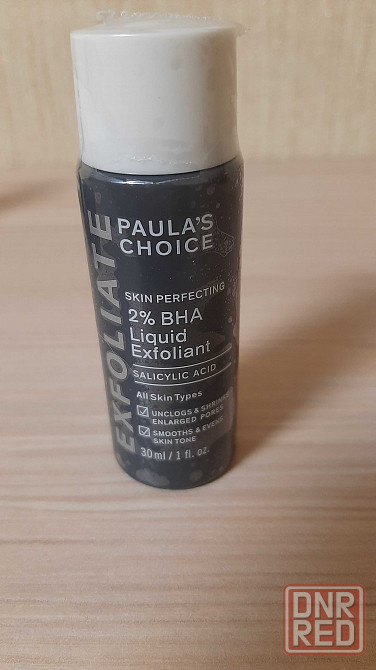 EXFOLIATE
PAULA'S
CHOICE
SKIN PERFECTING
2% BHA
Liquid
Exfoliant
SALICYLIC ACID
All Skin Types
UNCLOGS & SHRINKS
ENLARGED PORES
SMOOTHS & EVENS
SKIN TONE
30 ml / 1 fl. oz.
DNR
RED